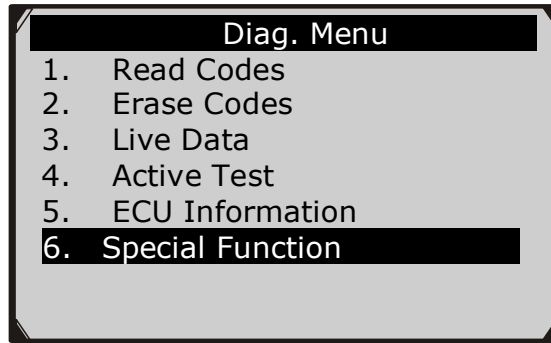 Diag. Menu
1. Read Codes
2. Erase Codes
3. Live Data
4. Active Test
5. ECU Information
6. Special Function